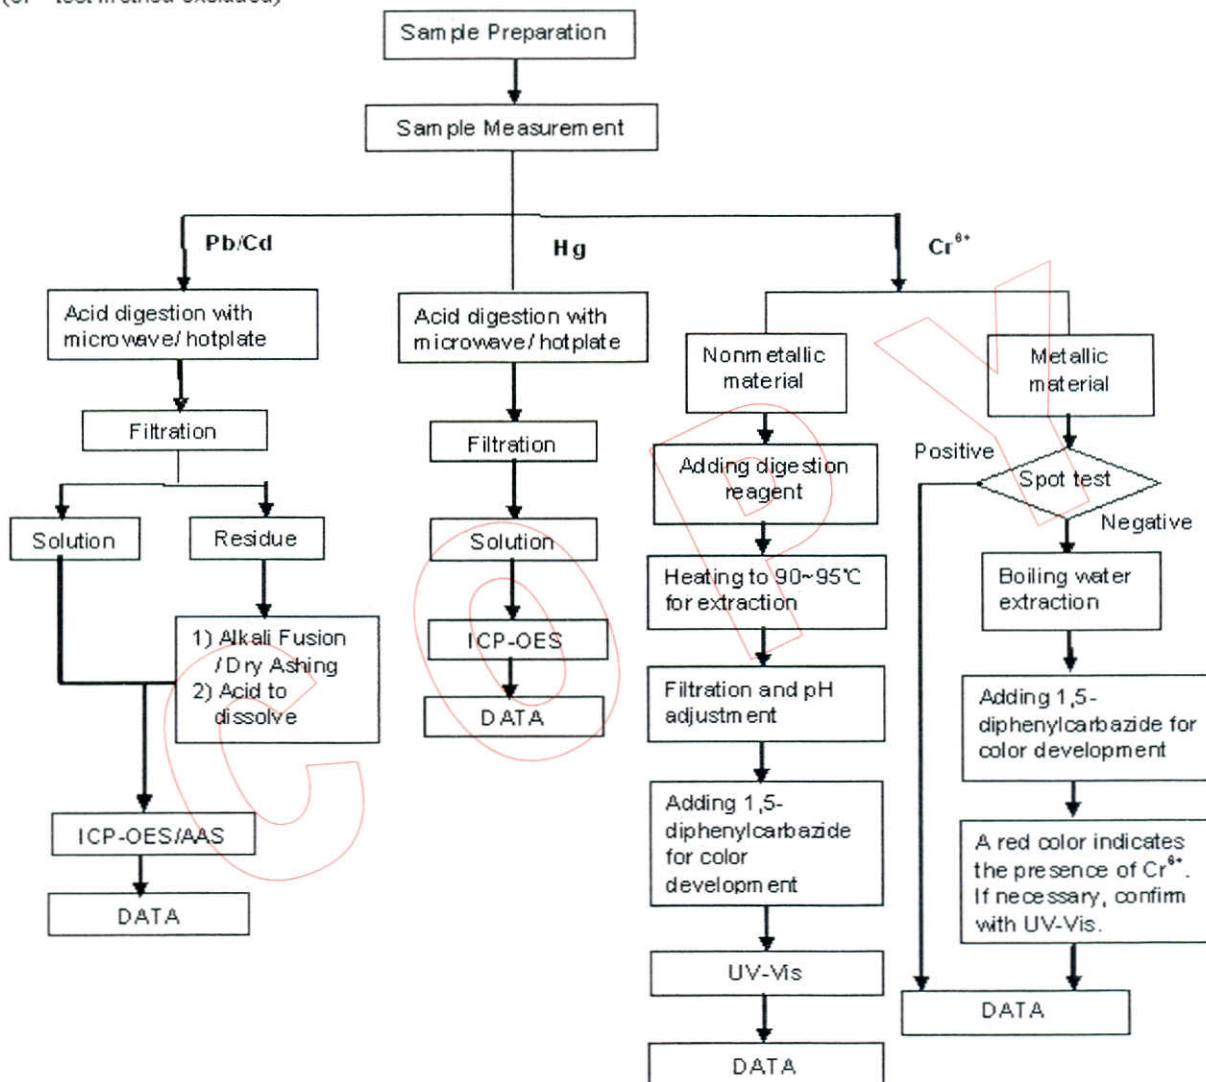 test method excluded)
Sample Preparation
Sample Measurement
Pb/Cd
Hg
Cr⁶⁺
Acid digestion with
microwave/ hotplate
Filtration
Solution
Residue
1) Alkali Fusion
/ Dry Ashing
2) Acid to
dissolve
ICP-OES/AAS
DATA
Acid digestion with
microwave/ hotplate
Filtration
Solution
ICP-OES
DATA
Nonmetallic
material
Adding digestion
reagent
Heating to 90~95℃
for extraction
Filtration and pH
adjustment
Adding 1,5-
diphenylcarbazide
for color
development
UV-Vis
DATA
Metallic
material
Positive
Spot test
Negative
Boiling water
extraction
Adding 1,5-
diphenylcarbazide for
color development
A red color indicates
the presence of Cr⁶⁺.
If necessary, confirm
with UV-Vis.
DATA
COPY